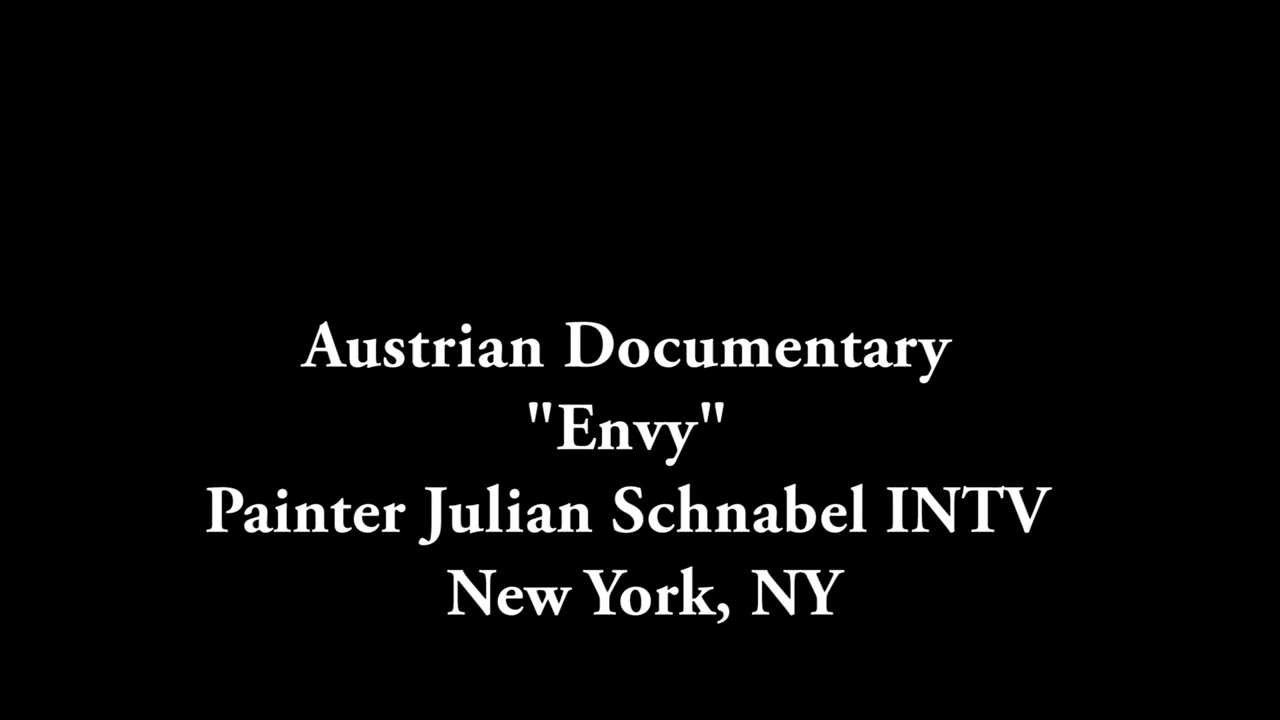 Austrian Documentary
"Envy"
Painter Julian Schnabel INTV
New York, NY